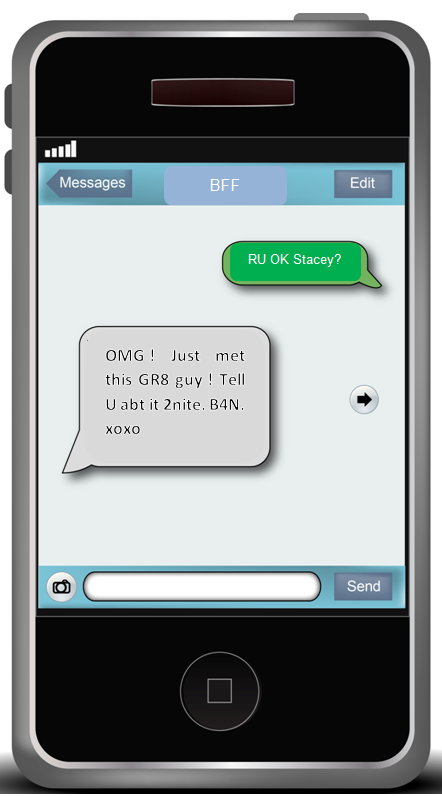 Messages
BFF
Edit
RU OK Stacey?
OMG ! Just met
this GR8 guy ! Tell
U abt it 2nite. B4N.
xoxo
Send